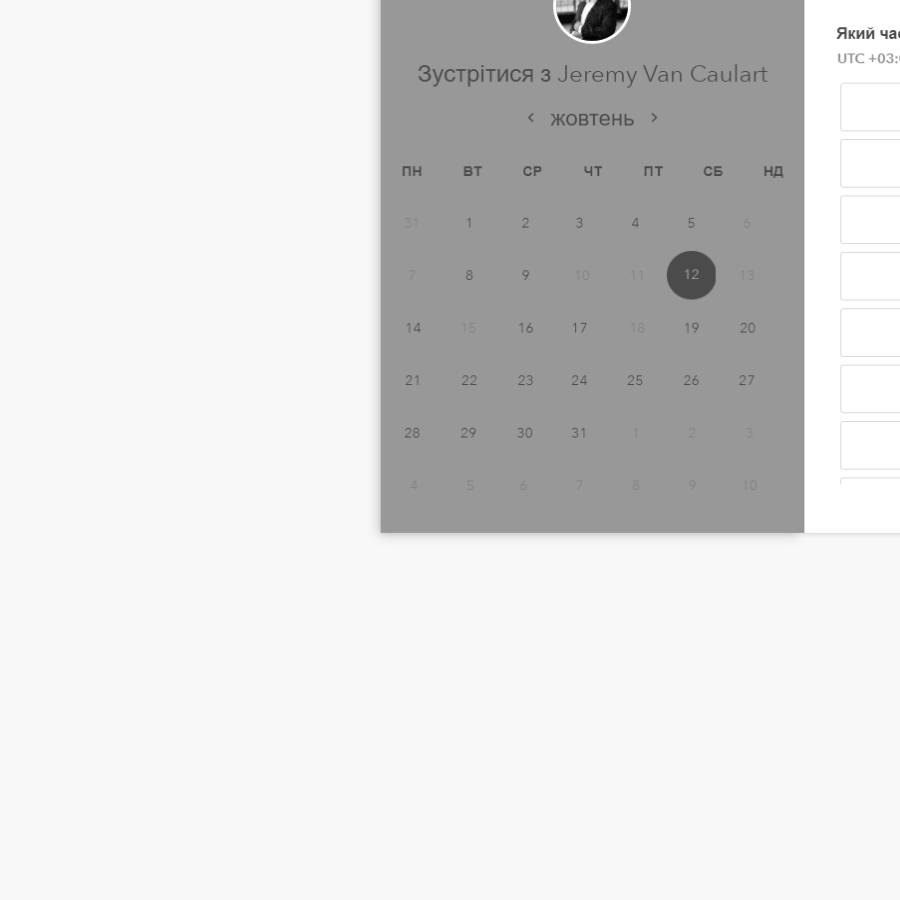 Зустрітися з Jeremy Van Caulart
жовтень
ПН ВТ СР ЧТ ПТ СБ НД
31 1 2 3 4 5 6
7 8 9 10 11 12 13
14 15 16 17 18 19 20
21 22 23 24 25 26 27
28 29 30 31 1 2 3
4 5 6 7 8 9 10
Який
UTC +03: